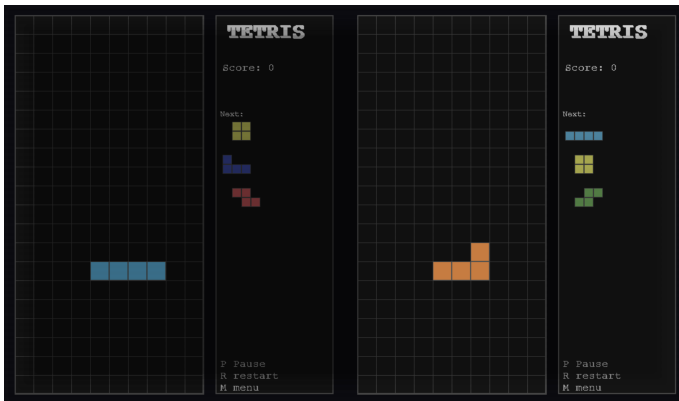 TETRIS
Score: 0
Next:
P Pause
R restart
M menu
TETRIS
Score: 0
Next:
P Pause
R restart
M menu